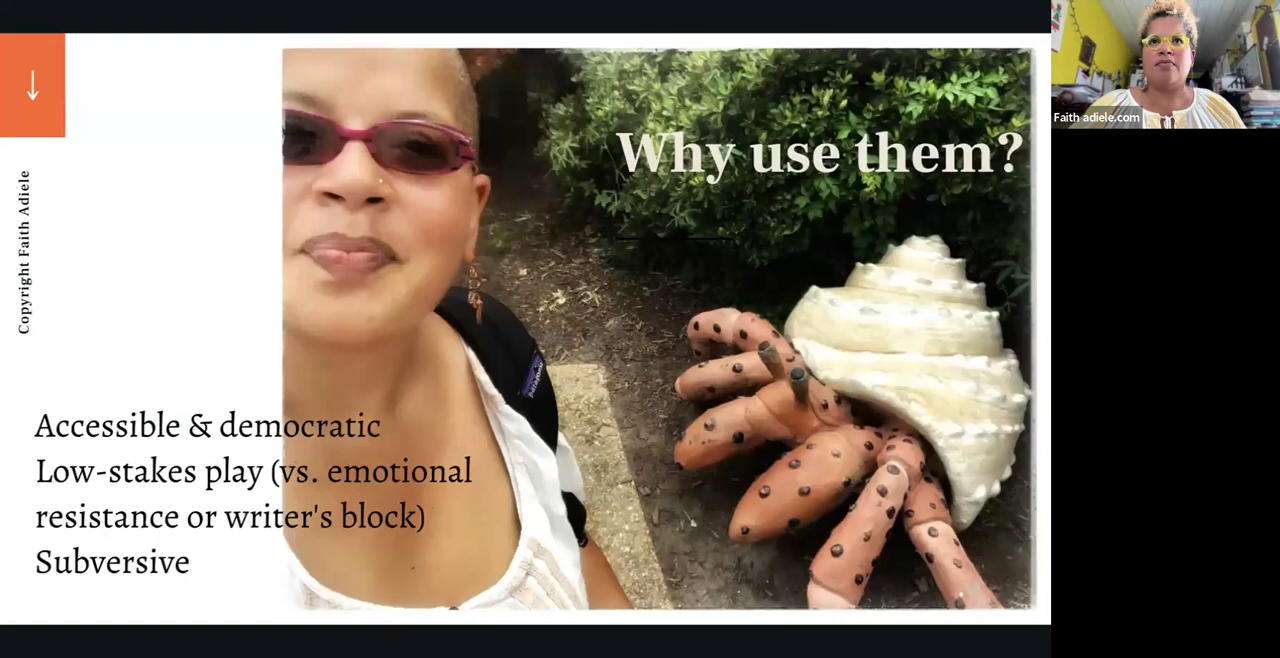 Why use them?
Accessible & democratic
Low-stakes play (vs. emotional
resistance or writer's block)
Subversive
Copyright Faith Adiele
Faith adiele.com
patagonia